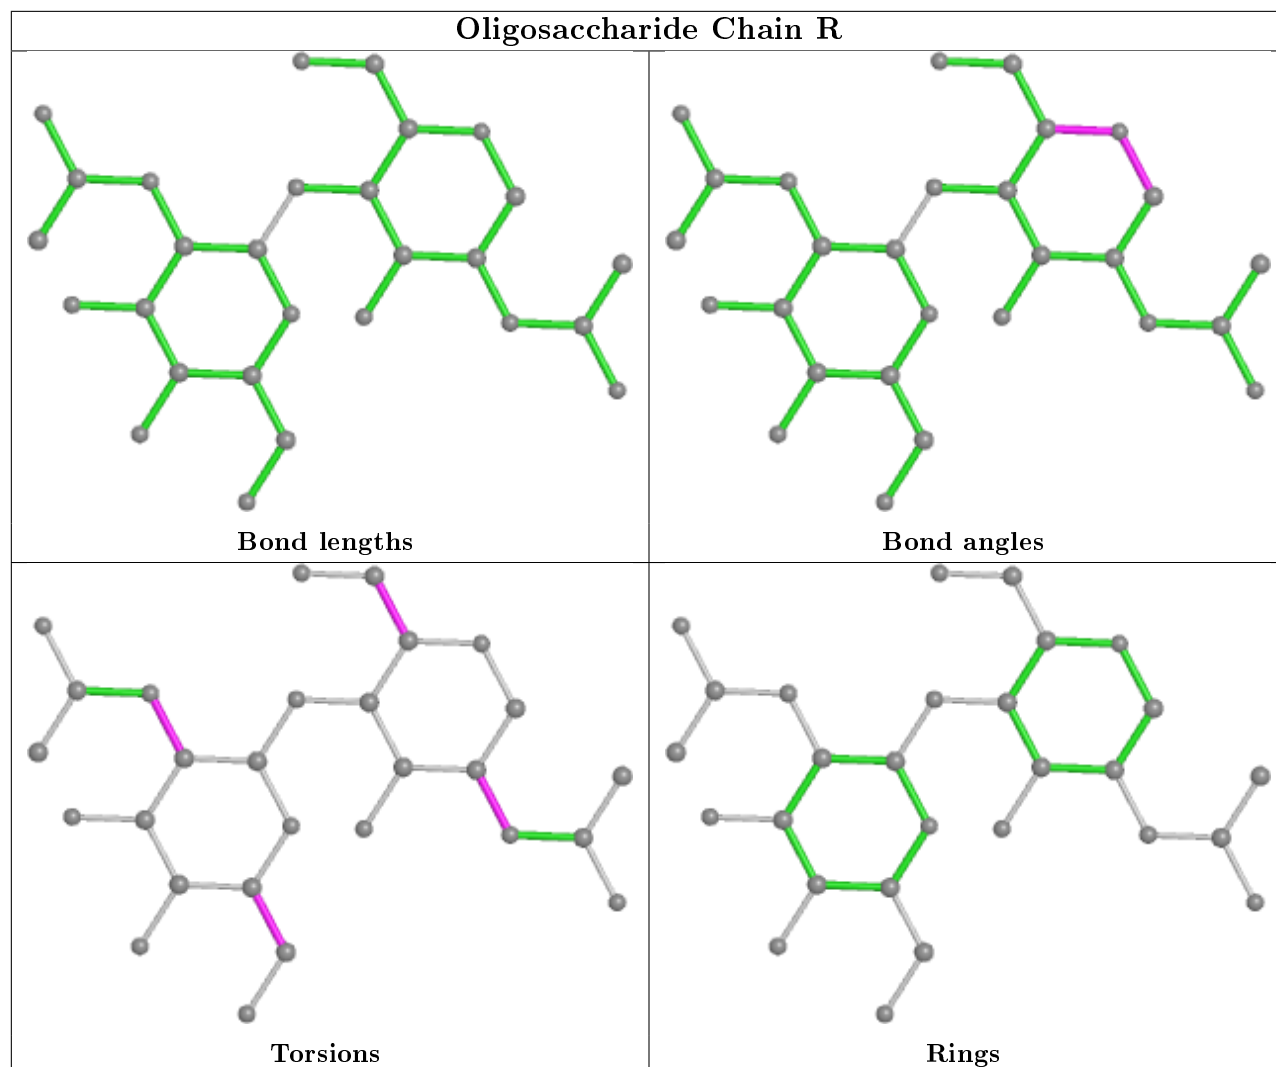 Oligosaccharide Chain R
Bond lengths
Bond angles
Torsions
Rings